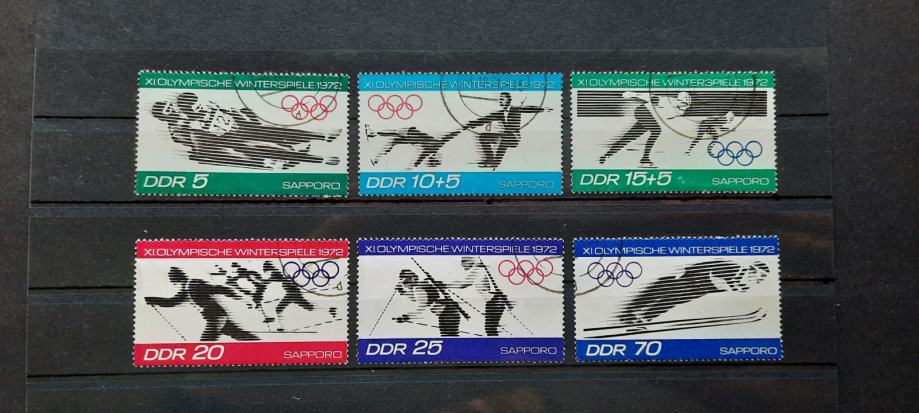 XI.OLYMPISCHE WINTERSPIELE 1972
12
DDR 5 SAPPORO
XI.OLYMPISCHE WINTERSPIELE 1972
DDR 10+5 SAPPORO
XI.OLYMPISCHE WINTERSPIELE 1972
DDR 15+5 SAPPORO
XI.OLYMPISCHE WINTERSPIELE 1972
DDR 20 SAPPORO
XI.OLYMPISCHE WINTERSPIELE 1972
DDR 25 SAPPORO
XI.OLYMPISCHE WINTERSPIELE 1972
DDR 70 SAPPORO